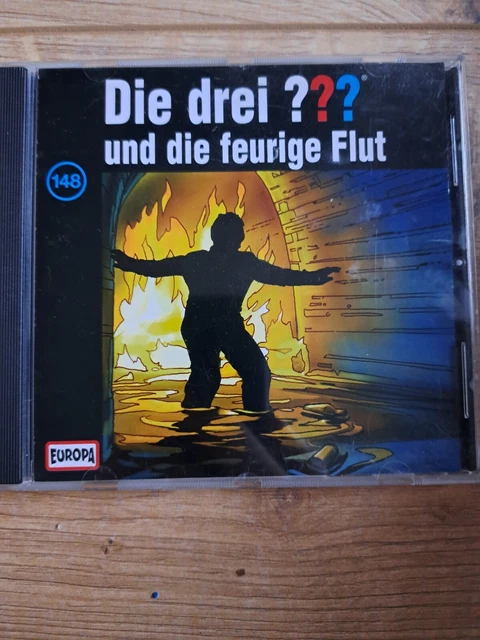 Die drei ???®
und die feurige Flut
148
EUROPA